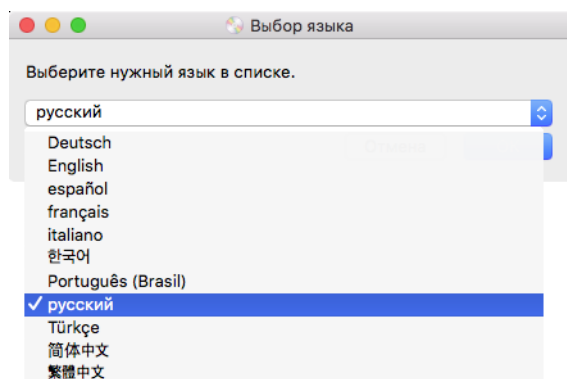 Выбор языка
Выберите нужный язык в списке.
русский
Deutsch
English
español
français
italiano
한국어
Português (Brasil)
✓ русский
Türkçe
简体中文
繁體中文